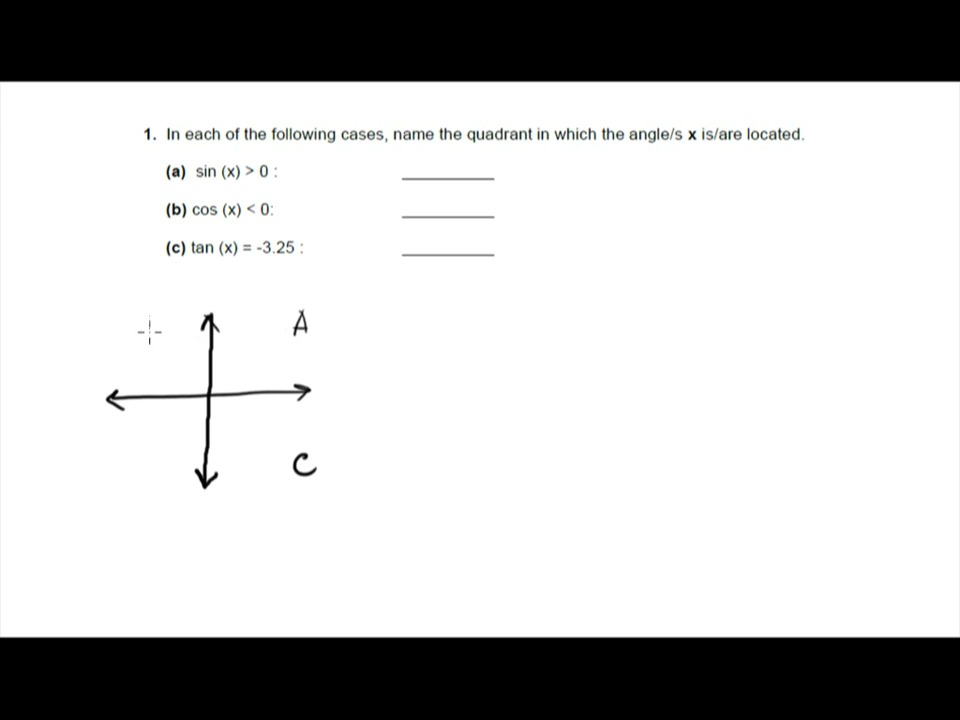 1. In each of the following cases, name the quadrant in which the angle/s x is/are located.
(a) sin (x) > 0 :
(b) cos (x) < 0:
(c) tan (x) = -3.25 :
A
C